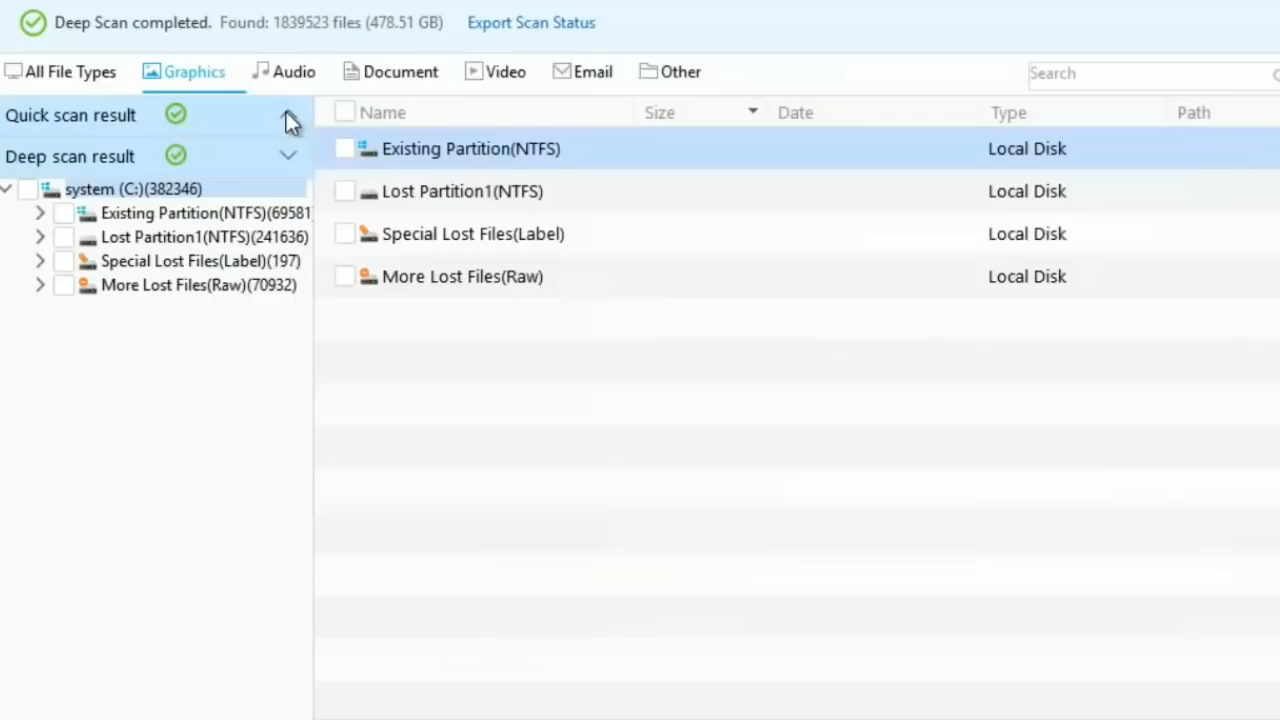 Deep Scan completed. Found: 1839523 files (478.51 GB) Export Scan Status
All File Types Graphics Audio Document Video Email Other Search
Quick scan result
Deep scan result
system (C:)(382346)
Existing Partition(NTFS)(69581
Lost Partition1(NTFS)(241636)
Special Lost Files(Label)(197)
More Lost Files(Raw)(70932)
Name Size Date Type Path
Existing Partition(NTFS) Local Disk
Lost Partition1(NTFS) Local Disk
Special Lost Files(Label) Local Disk
More Lost Files(Raw) Local Disk